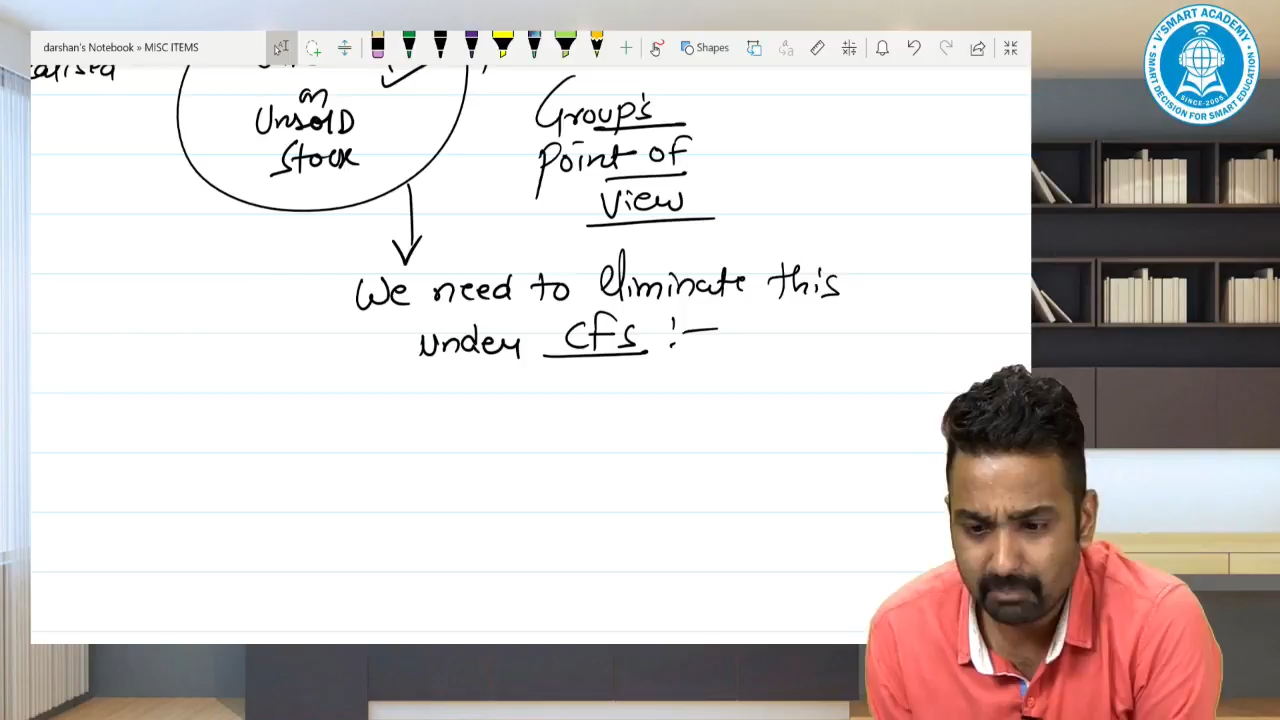 darshan's Notebook » MISC ITEMS
Shapes
on
Unsold
Stock
Group's
Point of
View
We need to eliminate this
under CFS :-
V'SMART ACADEMY
SINCE-2005
SMART DECISION FOR SMART EDUCATION